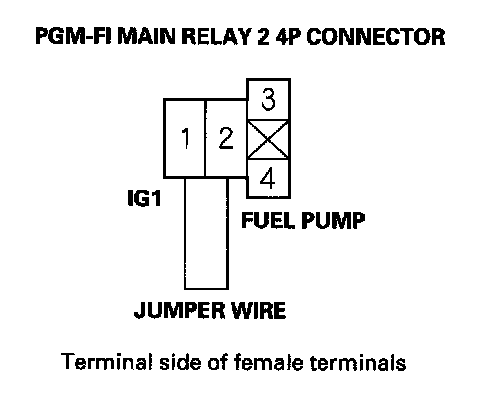 PGM-FI MAIN RELAY 2 4P CONNECTOR
3
1 2
4
IG1
FUEL PUMP
JUMPER WIRE
Terminal side of female terminals